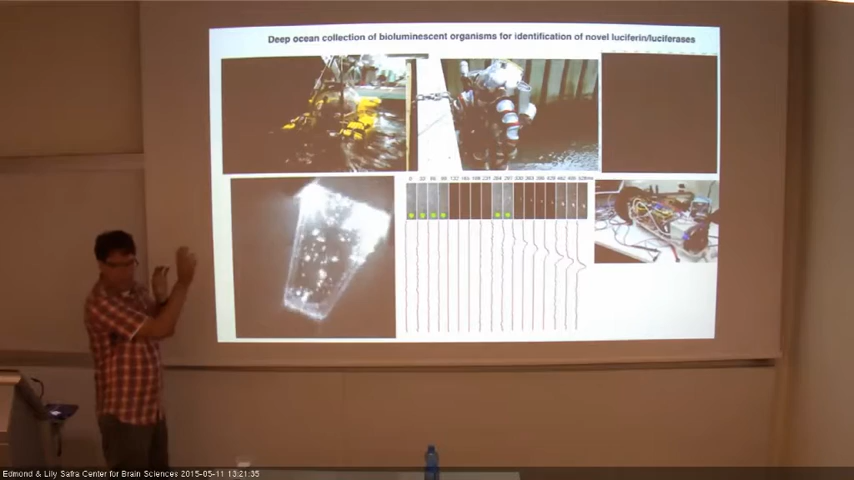 Deep ocean collection of bioluminescent organisms for identification of novel luciferin/luciferases
Edmond & Lily Safra Center for Brain Sciences 2015-05-11 13:21:35